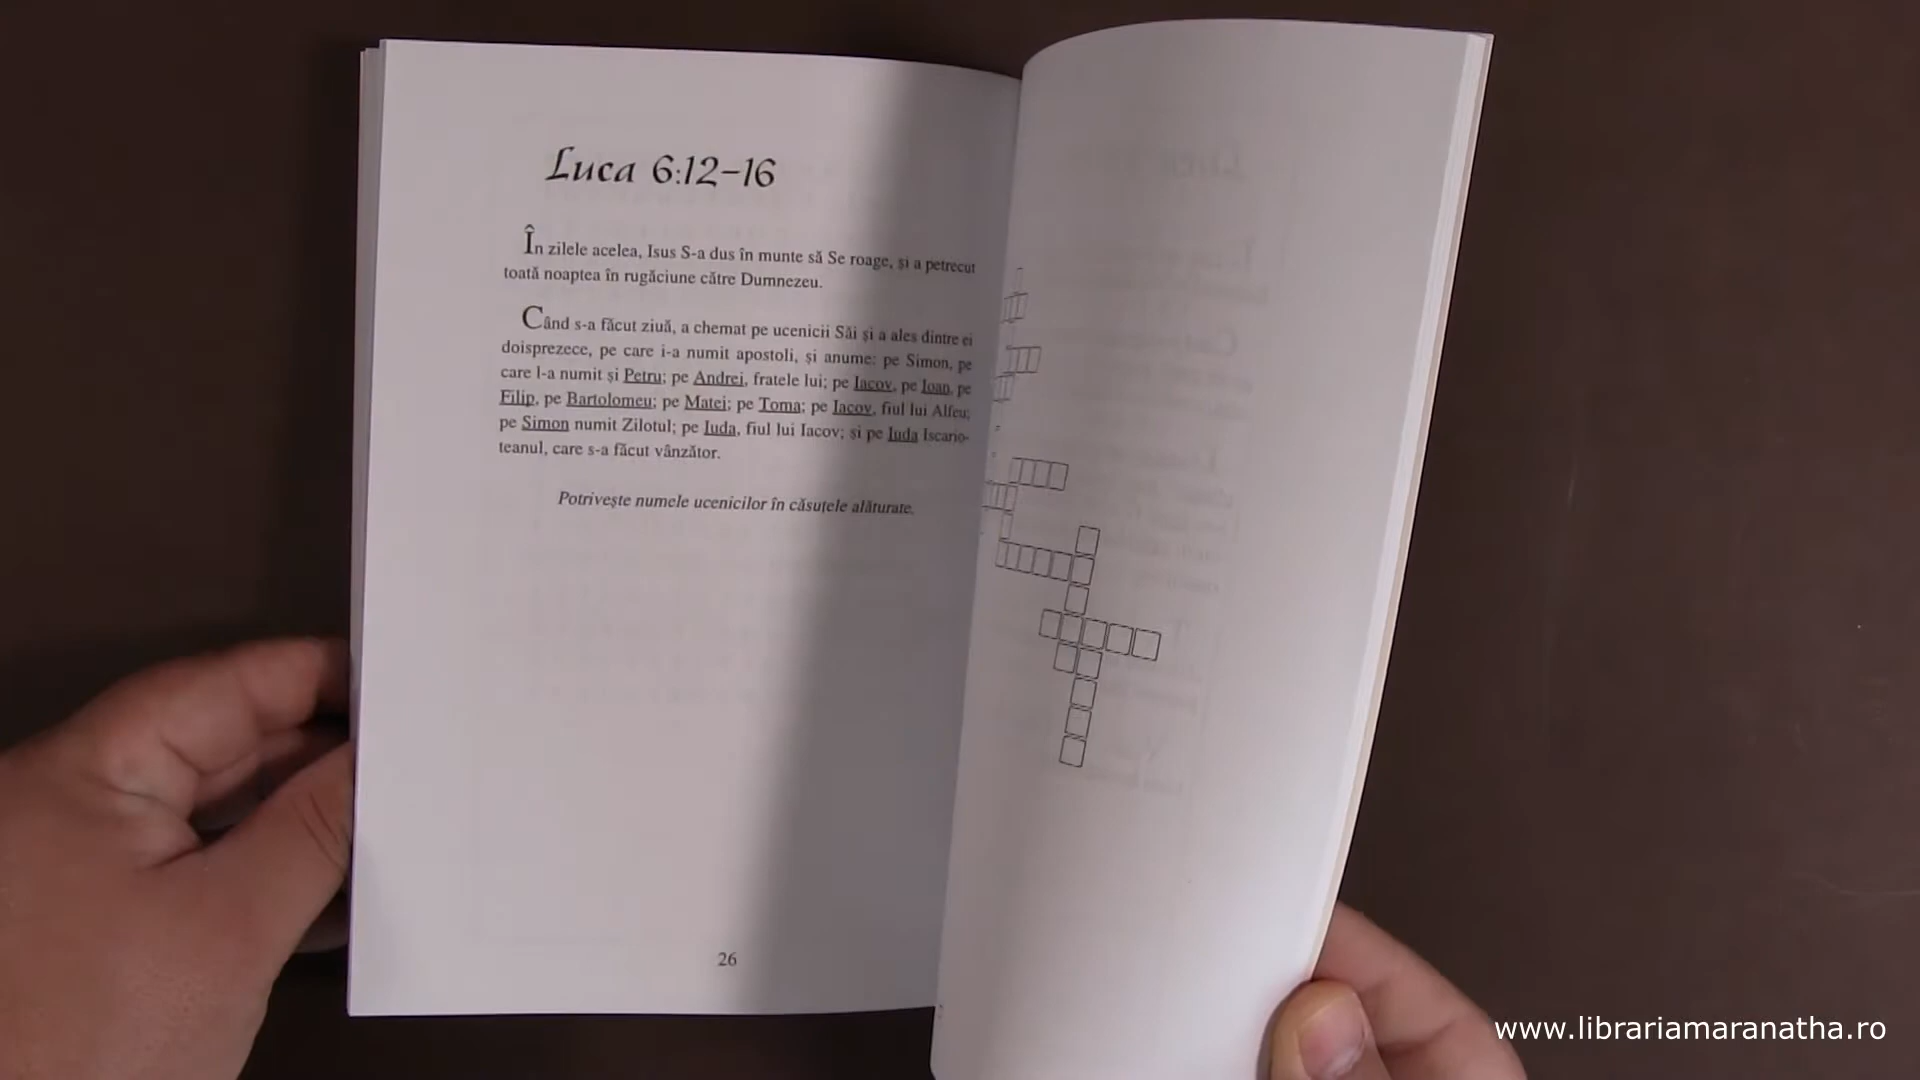 Luca 6:12–16
În zilele acelea, Isus S-a dus în munte să Se roage, și a petrecut
toată noaptea în rugăciune către Dumnezeu.
Când s-a făcut ziuă, a chemat pe ucenicii Săi și a ales dintre ei
doisprezece, pe care i-a numit apostoli, și anume: pe Simon, pe
care l-a numit și Petru; pe Andrei, fratele lui; pe Iacov, pe Ioan, pe
Filip, pe Bartolomeu; pe Matei; pe Toma; pe Iacov, fiul lui Alfeu;
pe Simon numit Zilotul; pe Iuda, fiul lui Iacov; și pe Iuda Iscario-
teanul, care s-a făcut vânzător.
Potrivește numele ucenicilor în căsuțele alăturate.
26
www.librariamaranatha.ro